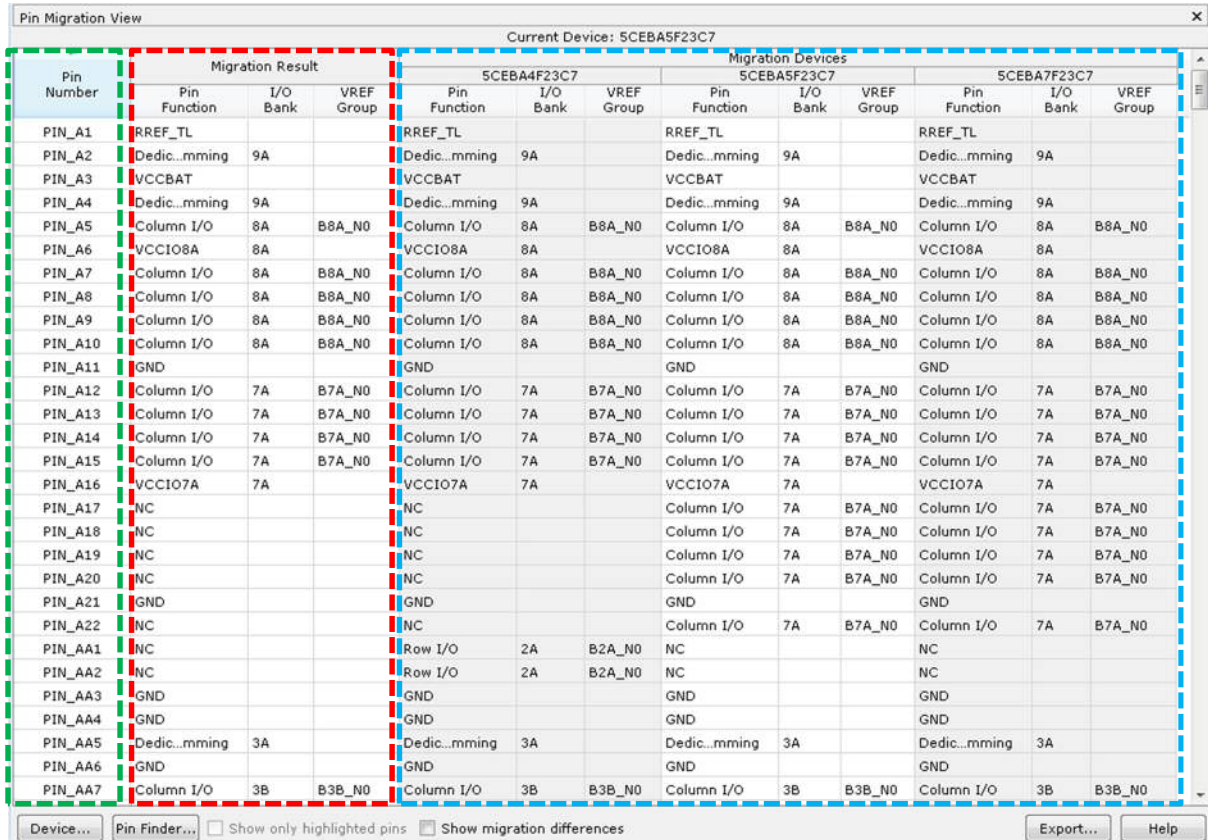 Pin Migration View x
Current Device: 5CEBA5F23C7
Pin Number Migration Result Migration Devices
5CEBA4F23C7 5CEBA5F23C7 5CEBA7F23C7
Pin Function I/O Bank VREF Group Pin Function I/O Bank VREF Group Pin Function I/O Bank VREF Group Pin Function I/O Bank VREF Group
PIN_A1 RREF_TL RREF_TL RREF_TL RREF_TL
PIN_A2 Dedic...mming 9A Dedic...mming 9A Dedic...mming 9A Dedic...mming 9A
PIN_A3 VCCBAT VCCBAT VCCBAT VCCBAT
PIN_A4 Dedic...mming 9A Dedic...mming 9A Dedic...mming 9A Dedic...mming 9A
PIN_A5 Column I/O 8A B8A_N0 Column I/O 8A B8A_N0 Column I/O 8A B8A_N0 Column I/O 8A B8A_N0
PIN_A6 VCCIO8A 8A VCCIO8A 8A VCCIO8A 8A VCCIO8A 8A
PIN_A7 Column I/O 8A B8A_N0 Column I/O 8A B8A_N0 Column I/O 8A B8A_N0 Column I/O 8A B8A_N0
PIN_A8 Column I/O 8A B8A_N0 Column I/O 8A B8A_N0 Column I/O 8A B8A_N0 Column I/O 8A B8A_N0
PIN_A9 Column I/O 8A B8A_N0 Column I/O 8A B8A_N0 Column I/O 8A B8A_N0 Column I/O 8A B8A_N0
PIN_A10 Column I/O 8A B8A_N0 Column I/O 8A B8A_N0 Column I/O 8A B8A_N0 Column I/O 8A B8A_N0
PIN_A11 GND GND GND GND
PIN_A12 Column I/O 7A B7A_N0 Column I/O 7A B7A_N0 Column I/O 7A B7A_N0 Column I/O 7A B7A_N0
PIN_A13 Column I/O 7A B7A_N0 Column I/O 7A B7A_N0 Column I/O 7A B7A_N0 Column I/O 7A B7A_N0
PIN_A14 Column I/O 7A B7A_N0 Column I/O 7A B7A_N0 Column I/O 7A B7A_N0 Column I/O 7A B7A_N0
PIN_A15 Column I/O 7A B7A_N0 Column I/O 7A B7A_N0 Column I/O 7A B7A_N0 Column I/O 7A B7A_N0
PIN_A16 VCCIO7A 7A VCCIO7A 7A VCCIO7A 7A VCCIO7A 7A
PIN_A17 NC NC Column I/O 7A B7A_N0 Column I/O 7A B7A_N0
PIN_A18 NC NC Column I/O 7A B7A_N0 Column I/O 7A B7A_N0
PIN_A19 NC NC Column I/O 7A B7A_N0 Column I/O 7A B7A_N0
PIN_A20 NC NC Column I/O 7A B7A_N0 Column I/O 7A B7A_N0
PIN_A21 GND GND GND GND
PIN_A22 NC NC Column I/O 7A B7A_N0 Column I/O 7A B7A_N0
PIN_AA1 NC Row I/O 2A B2A_N0 NC NC
PIN_AA2 NC Row I/O 2A B2A_N0 NC NC
PIN_AA3 GND GND GND GND
PIN_AA4 GND GND GND GND
PIN_AA5 Dedic...mming 3A Dedic...mming 3A Dedic...mming 3A Dedic...mming 3A
PIN_AA6 GND GND GND GND
PIN_AA7 Column I/O 3B B3B_N0 Column I/O 3B B3B_N0 Column I/O 3B B3B_N0 Column I/O 3B B3B_N0
Device... Pin Finder... Show only highlighted pins Show migration differences Export... Help